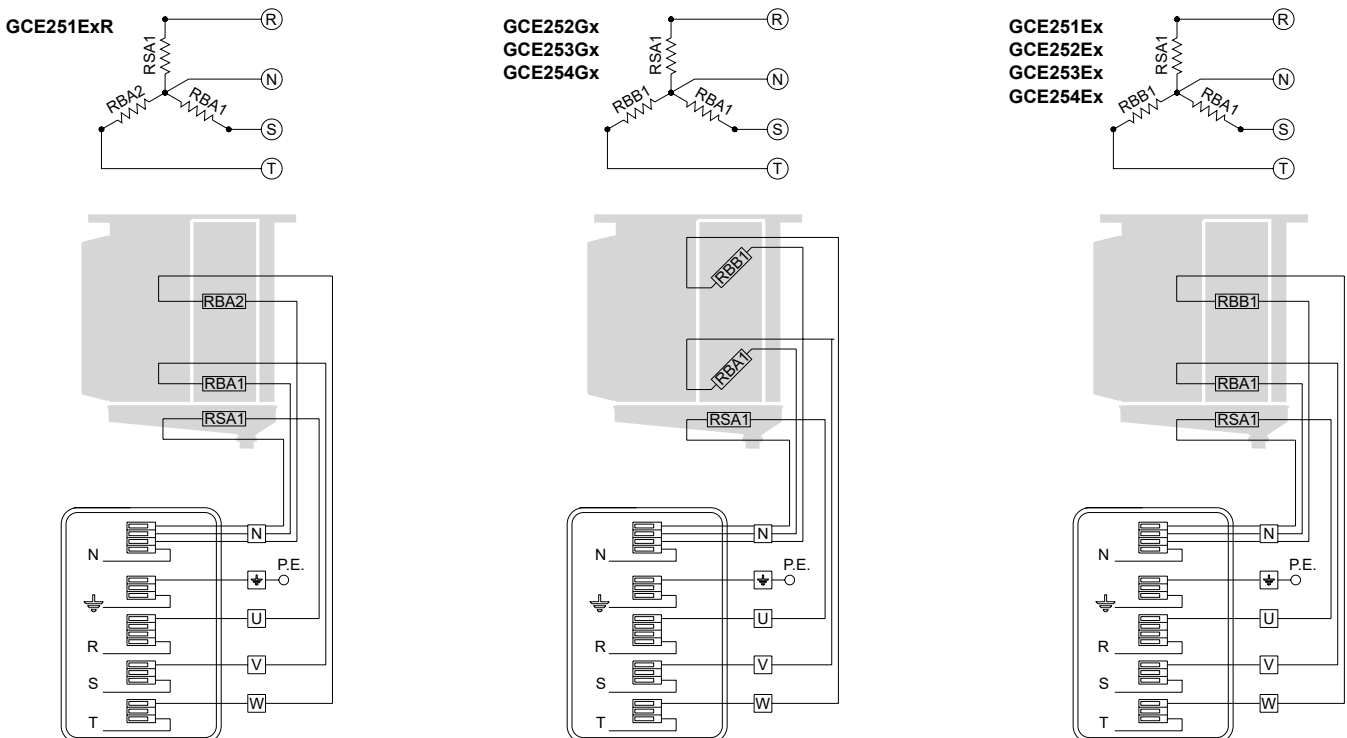 GCE251ExR
R
RSA1
N
RBA2
RBA1
S
T
RBA2
RBA1
RSA1
N
N
P.E.
U
R
V
S
W
T
GCE252Gx
GCE253Gx
GCE254Gx
R
RSA1
N
RBB1
RBA1
S
T
RBB1
RBA1
RSA1
N
N
P.E.
U
R
V
S
W
T
GCE251Ex
GCE252Ex
GCE253Ex
GCE254Ex
R
RSA1
N
RBB1
RBA1
S
T
RBB1
RBA1
RSA1
N
N
P.E.
U
R
V
S
W
T